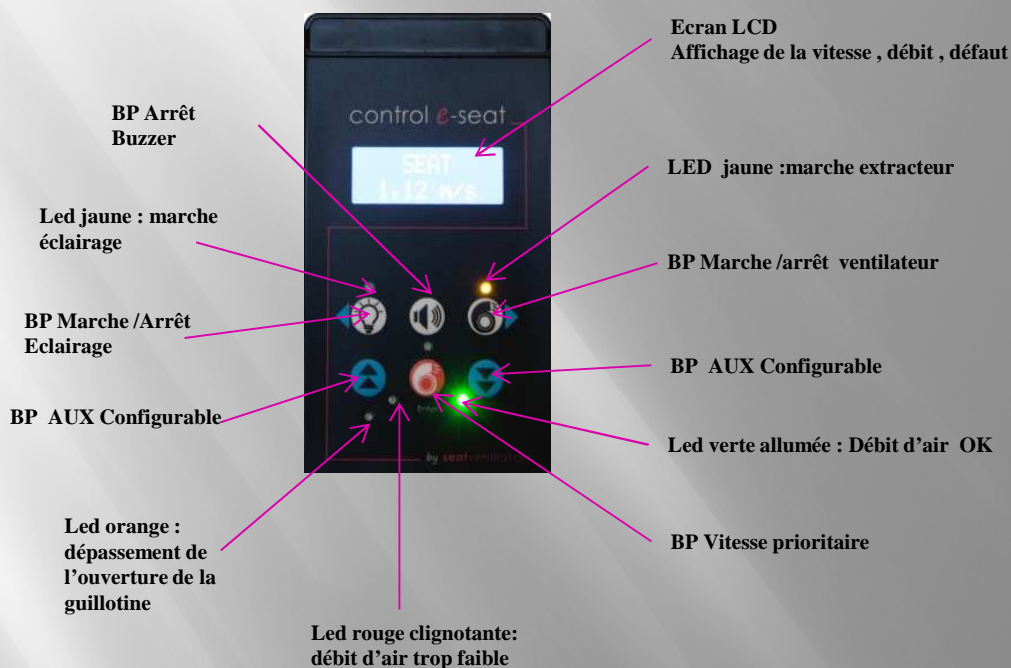 Ecran LCD
Affichage de la vitesse , débit , défaut
BP Arrêt
Buzzer
control e-seat
SEAT
1.12 m/s
LED jaune :marche extracteur
Led jaune : marche
éclairage
BP Marche /arrêt ventilateur
BP Marche /Arrêt
Eclairage
BP AUX Configurable
BP AUX Configurable
Enter
Led verte allumée : Débit d’air OK
by seatventilation
Led orange :
dépassement de
l’ouverture de la
guillotine
BP Vitesse prioritaire
Led rouge clignotante:
débit d’air trop faible